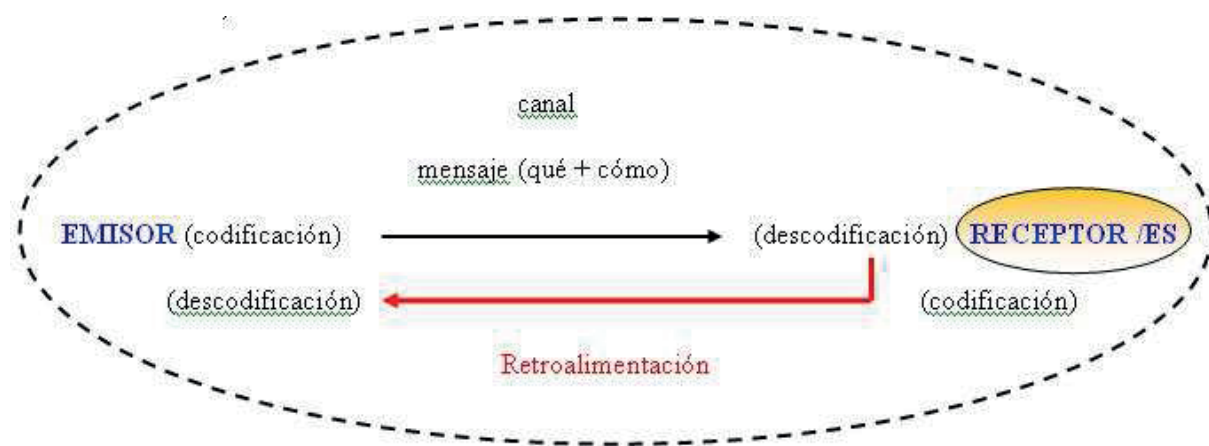 canal
mensaje (qué + cómo)
EMISOR (codificación) (descodificación) RECEPTOR /ES
(descodificación) (codificación)
Retroalimentación